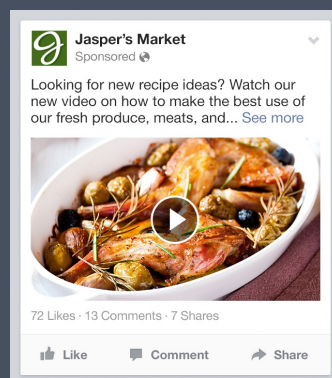 Jasper's Market
Sponsored
Looking for new recipe ideas? Watch our
new video on how to make the best use of
our fresh produce, meats, and... See more
72 Likes · 13 Comments · 7 Shares
Like Comment Share